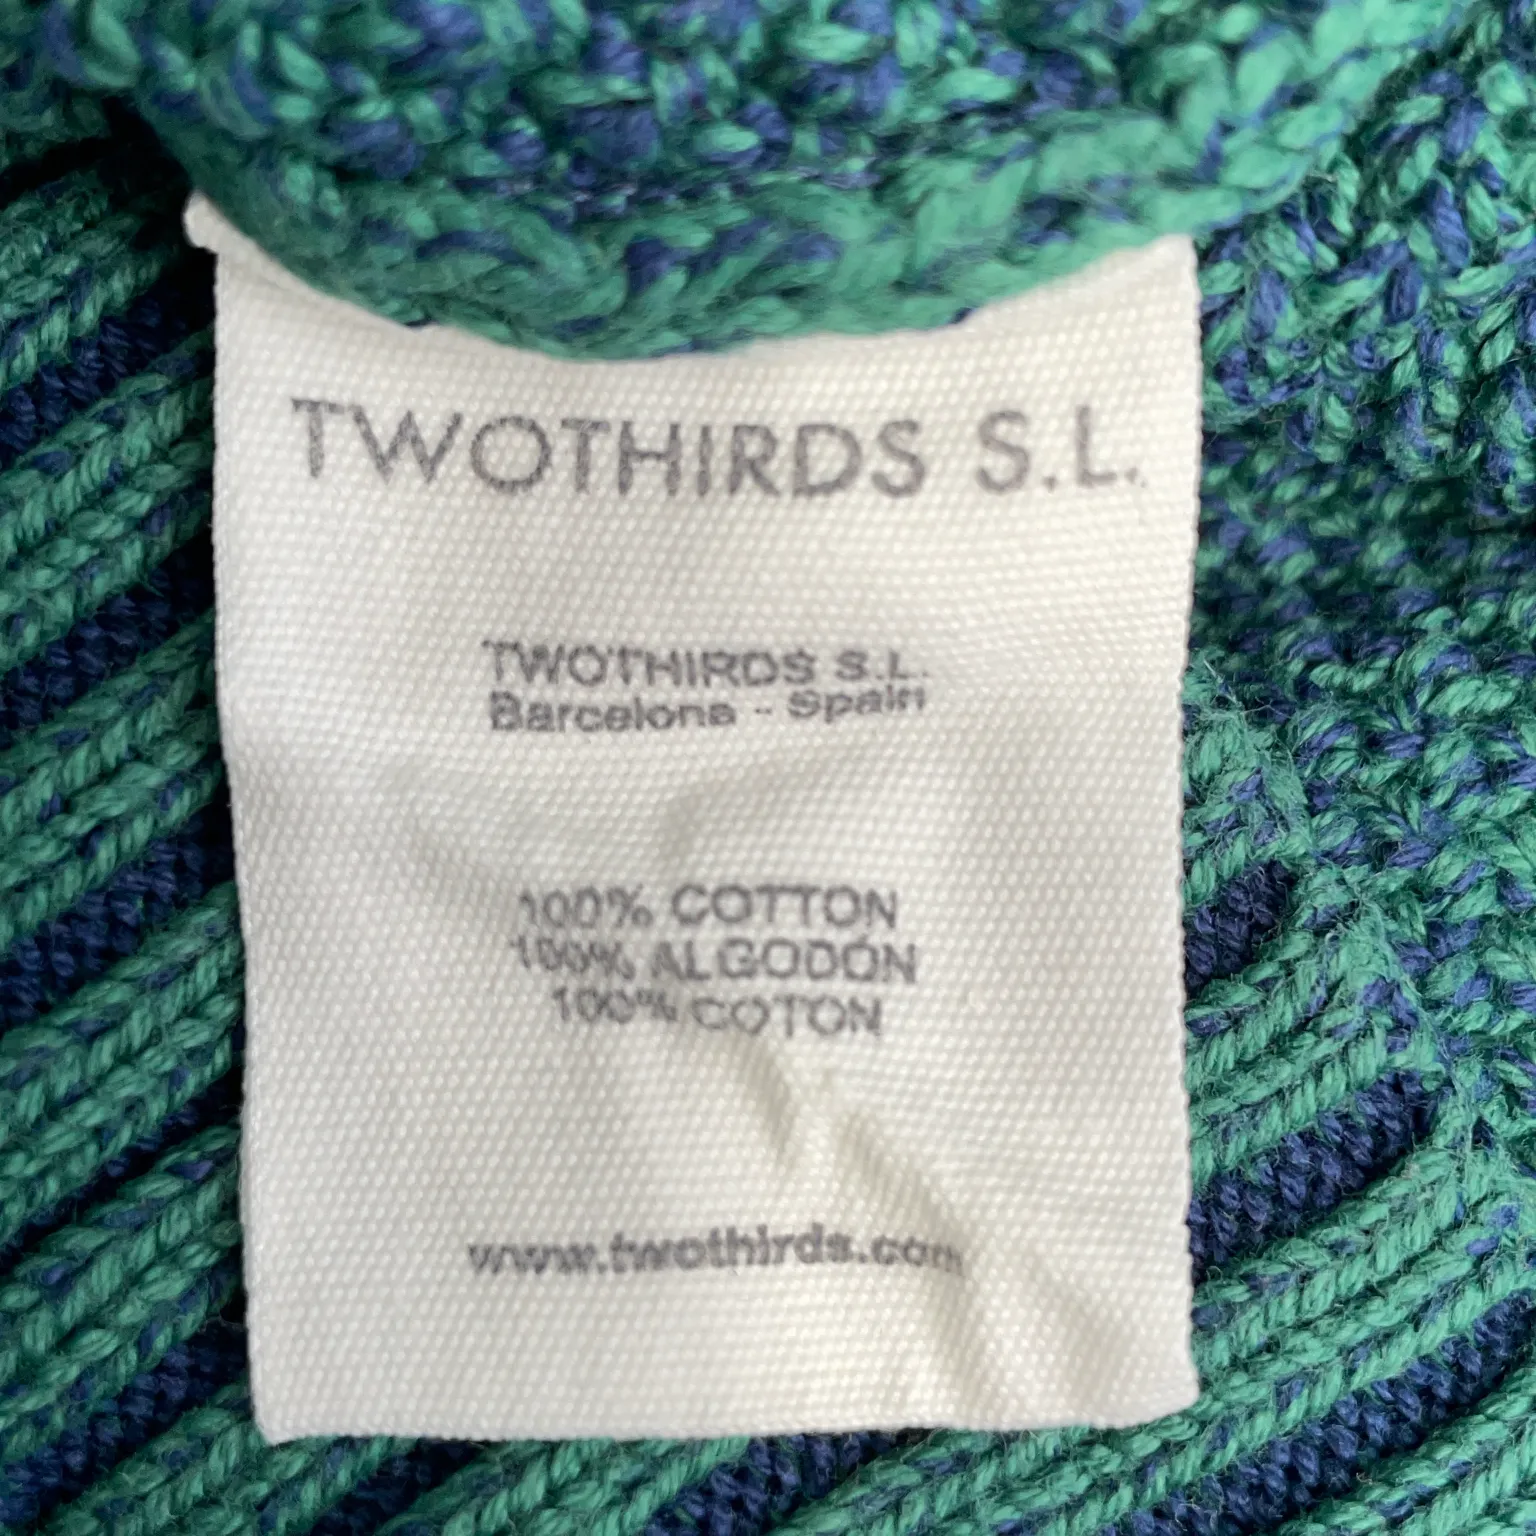 TWOTHIRDS S.L.
TWOTHIRDS S.L.
Barcelona - Spain
100% COTTON
100% ALGODÓN
100% COTON
www.twothirds.com